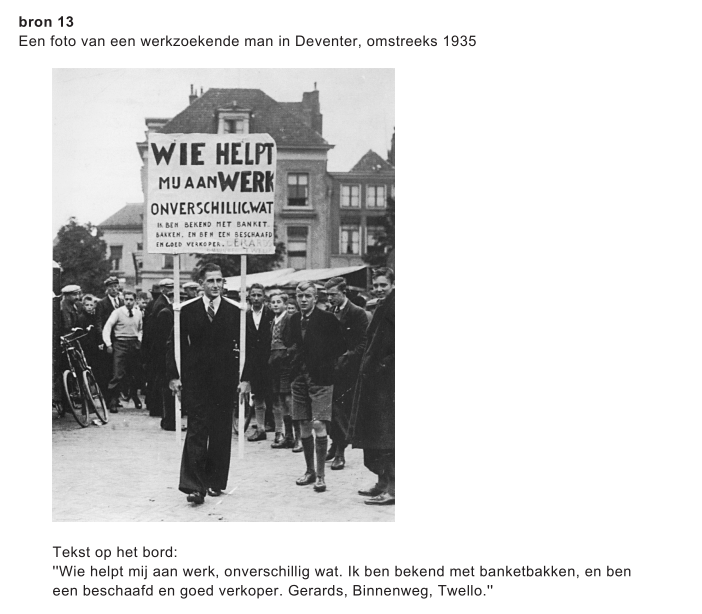 bron 13
Een foto van een werkzoekende man in Deventer, omstreeks 1935
WIE HELPT
MIJ AAN WERK
ONVERSCHILLIG, WAT
IK BEN BEKEND MET BANKET.
BAKKEN, EN BEN EEN BESCHAAFD
EN GOED VERKOPER. GERARDS
Tekst op het bord:
"Wie helpt mij aan werk, onverschillig wat. Ik ben bekend met banketbakken, en ben
een beschaafd en goed verkoper. Gerards, Binnenweg, Twello."